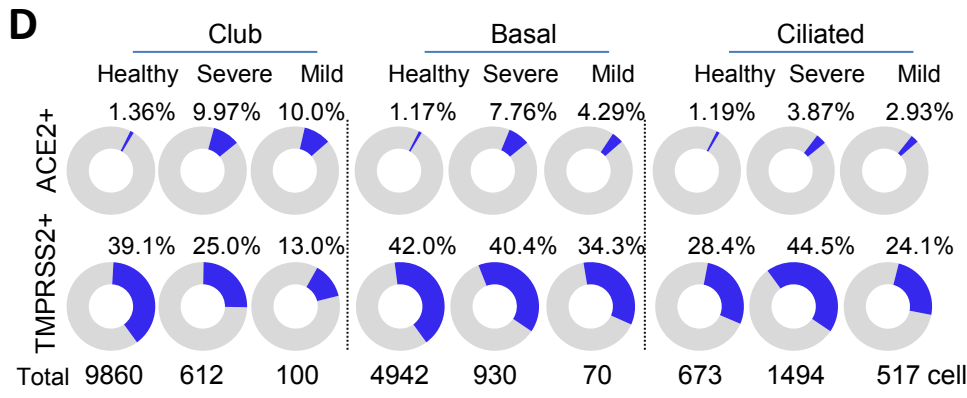 D
Club Basal Ciliated
Healthy Severe Mild Healthy Severe Mild Healthy Severe Mild
1.36% 9.97% 10.0% 1.17% 7.76% 4.29% 1.19% 3.87% 2.93%
ACE2+
39.1% 25.0% 13.0% 42.0% 40.4% 34.3% 28.4% 44.5% 24.1%
TMPRSS2+
Total 9860 612 100 4942 930 70 673 1494 517 cell